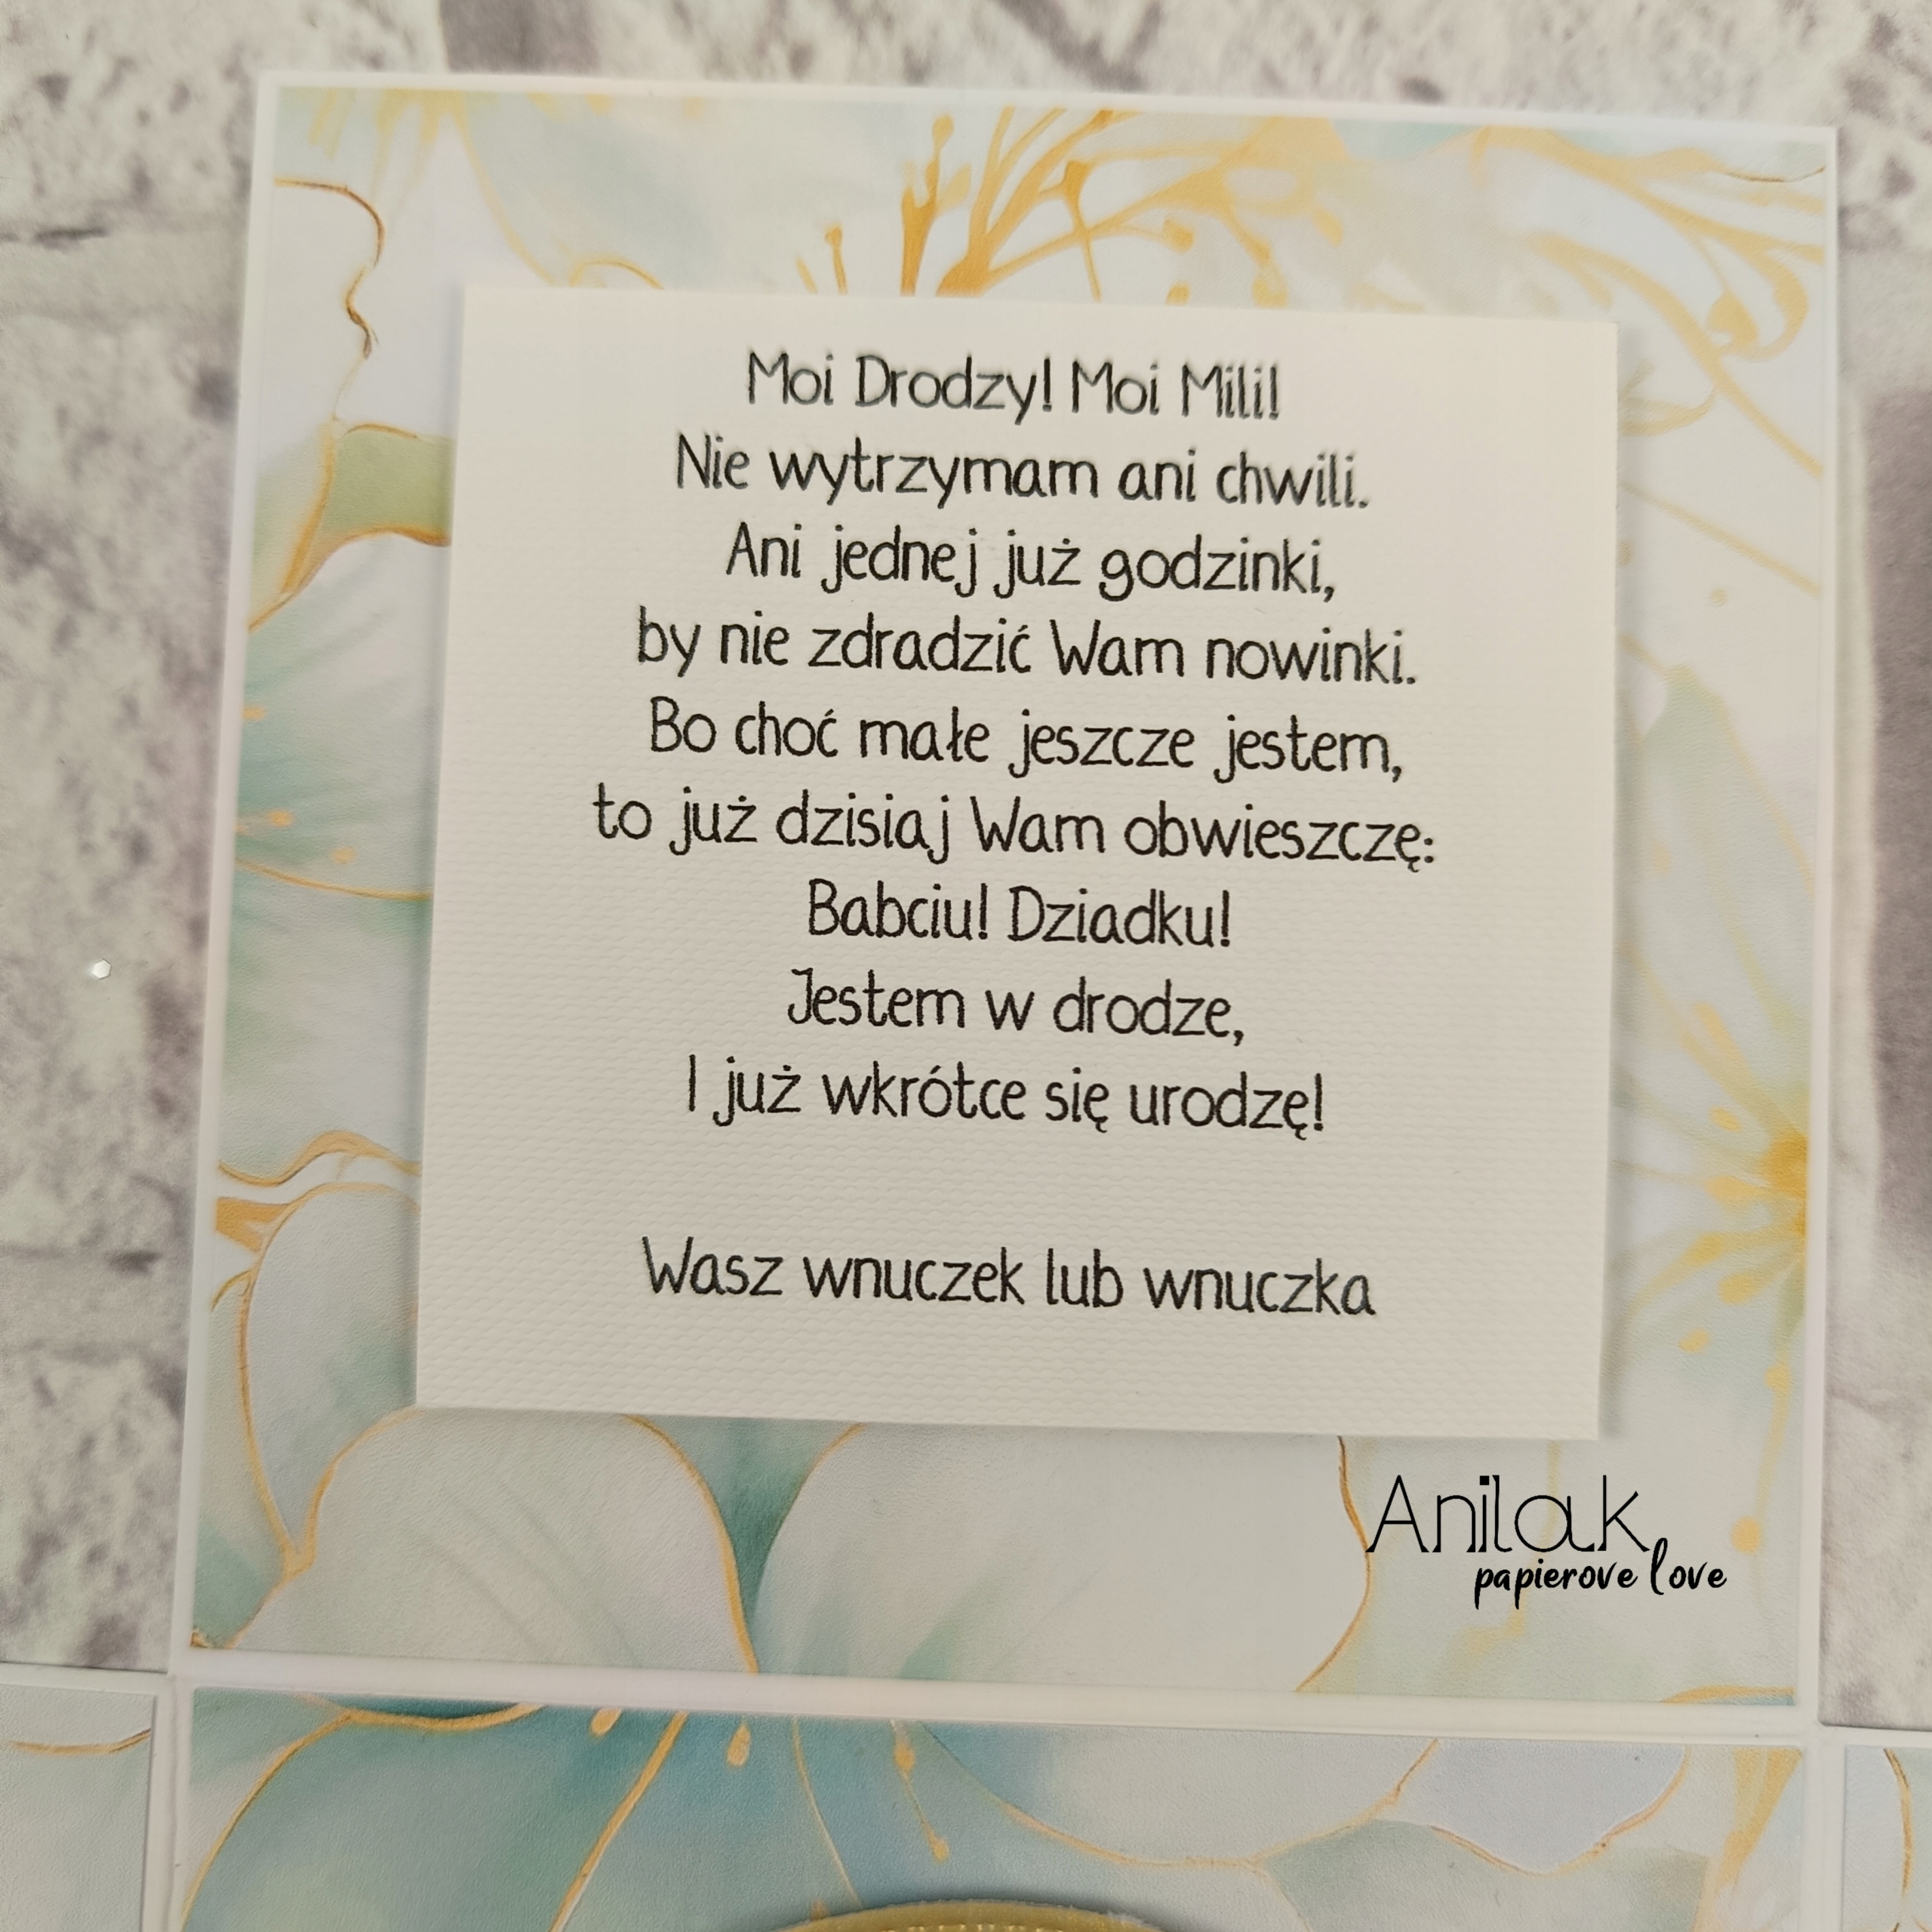 Moi Drodzy! Moi Mili!
Nie wytrzymam ani chwili.
Ani jednej już godzinki,
by nie zdradzić Wam nowinki.
Bo choć małe jeszcze jestem,
to już dzisiaj Wam obwieszczę:
Babciu! Dziadku!
Jestem w drodze,
I już wkrótce się urodzę!
Wasz wnuczek lub wnuczka
Anilak
papierove love